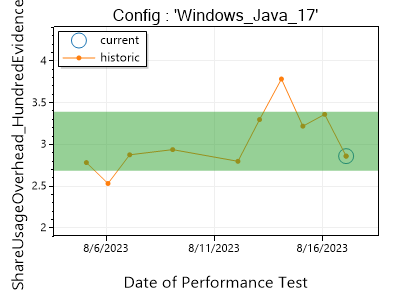 Config : 'Windows_Java_17'
current
historic
ShareUsageOverhead_HundredEvidence
4
3.5
3
2.5
2
8/6/2023
8/11/2023
8/16/2023
Date of Performance Test